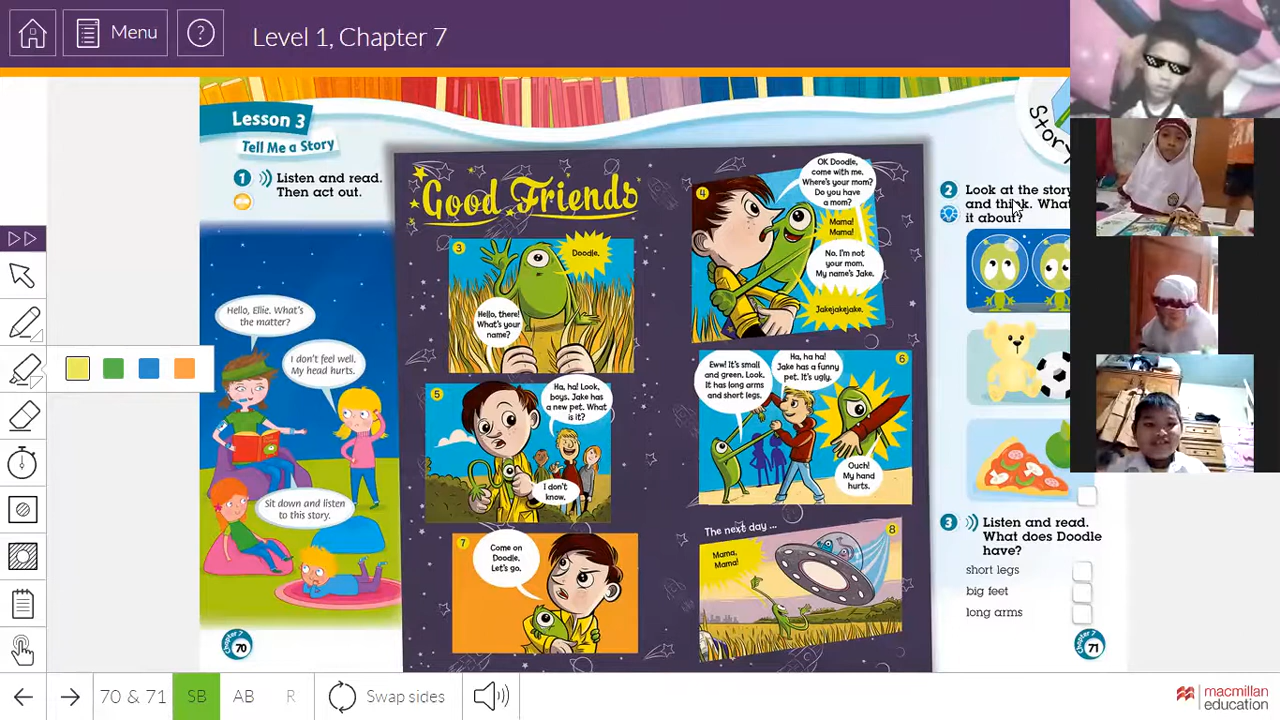 Menu
?
Level 1, Chapter 7
Lesson 3
Tell Me a Story
1 Listen and read.
Then act out.
Hello, Ellie. What's
the matter?
I don't feel well.
My head hurts.
Sit down and listen
to this story.
Chapter 7
70
Good Friends
3
Doodle.
Hello, there!
What's your
name?
4
OK Doodle,
come with me.
Where's your mom?
Do you have
a mom?
Mama!
Mama!
No. I'm not
your mom.
My name's Jake.
Jakejakejake.
5
Ha, ha! Look,
boys. Jake has
a new pet. What
is it?
I don't
know.
6
Eww! It's small
and green. Look.
It has long arms
and short legs.
Ha, ha, ha!
Jake has a funny
pet. It's ugly.
Ouch!
My hand
hurts.
7
Come on
Doodle.
Let's go.
The next day ...
8
Mama,
Mama!
Story
2 Look at the story
and think. What
it about?
3 Listen and read.
What does Doodle
have?
short legs
big feet
long arms
Chapter 7
71
70 & 71
SB
AB
R
Swap sides
macmillan
education